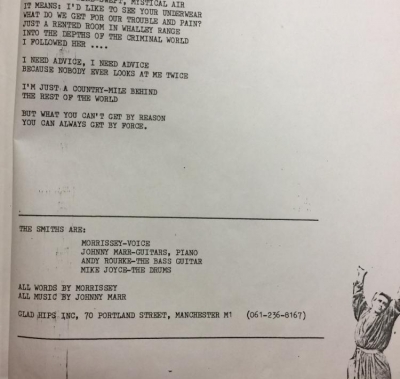 SWEPT, MYSTICAL AIR
IT MEANS: I'D LIKE TO SEE YOUR UNDERWEAR
WHAT DO WE GET FOR OUR TROUBLE AND PAIN?
JUST A RENTED ROOM IN WHALLEY RANGE
INTO THE DEPTHS OF THE CRIMINAL WORLD
I FOLLOWED HER ....
I NEED ADVICE, I NEED ADVICE
BECAUSE NOBODY EVER LOOKS AT ME TWICE
I'M JUST A COUNTRY-MILE BEHIND
THE REST OF THE WORLD
BUT WHAT YOU CAN'T GET BY REASON
YOU CAN ALWAYS GET BY FORCE.
THE SMITHS ARE:
MORRISSEY-VOICE
JOHNNY MARR-GUITARS, PIANO
ANDY ROURKE-THE BASS GUITAR
MIKE JOYCE-THE DRUMS
ALL WORDS BY MORRISSEY
ALL MUSIC BY JOHNNY MARR
GLAD HIPS INC, 70 PORTLAND STREET, MANCHESTER M1 (061-236-8167)